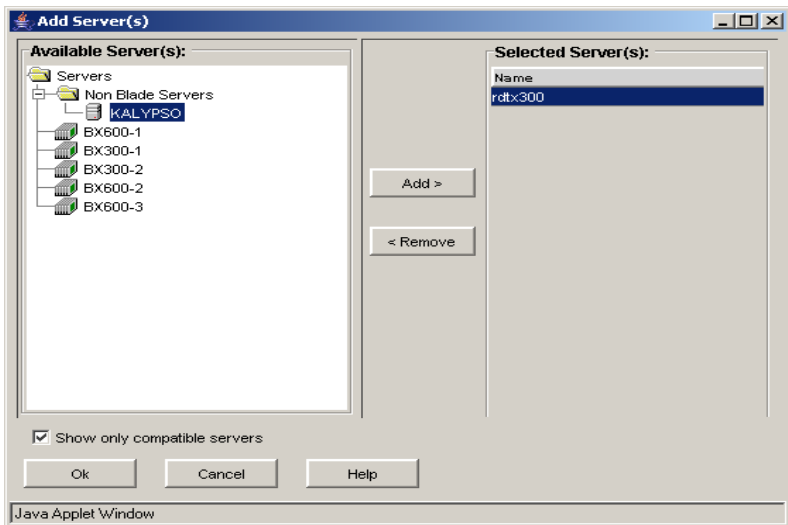 Add Server(s)
Available Server(s):
Servers
Non Blade Servers
KALYPSO
BX600-1
BX300-1
BX300-2
BX600-2
BX600-3
Add >
< Remove
Selected Server(s):
Name
rdtx300
Show only compatible servers
Ok
Cancel
Help
Java Applet Window